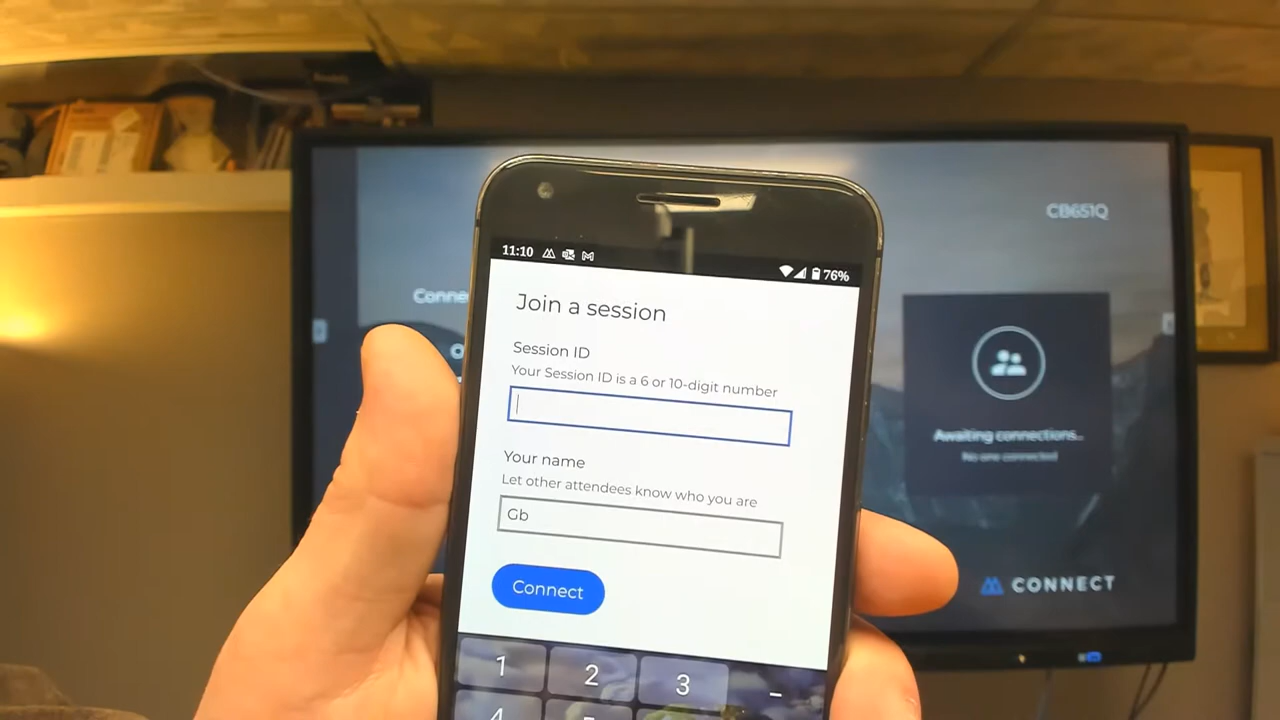 11:10
76%
Join a session
Session ID
Your Session ID is a 6 or 10-digit number
Your name
Let other attendees know who you are
Gb
Connect
1 2 3 -
CB651Q
Awaiting connections..
No one connected
CONNECT